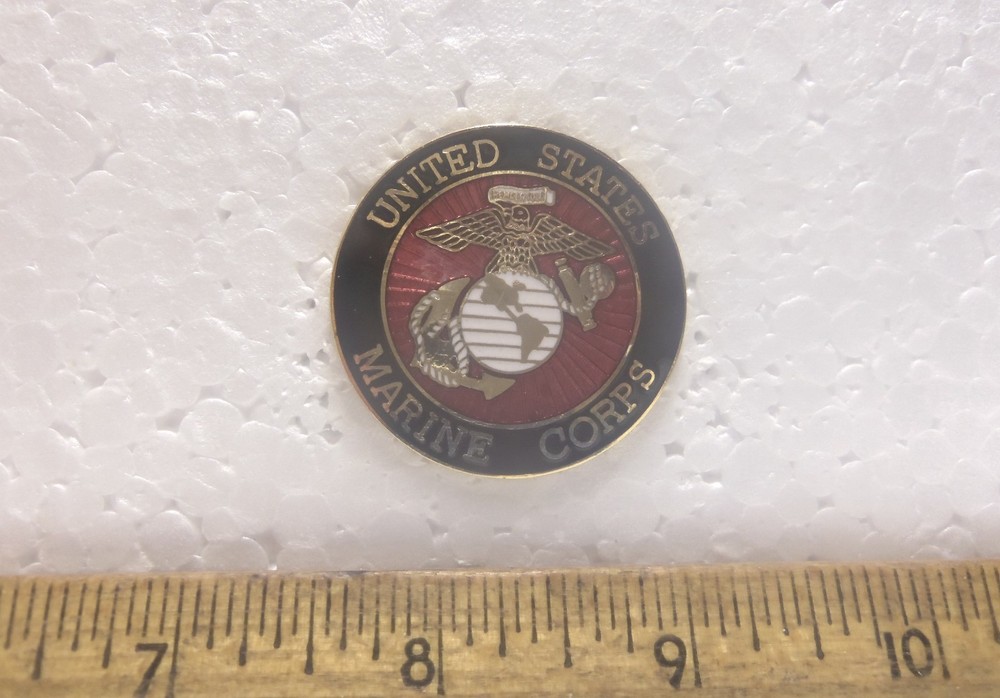 UNITED STATES
MARINE CORPS
7 8 9 10